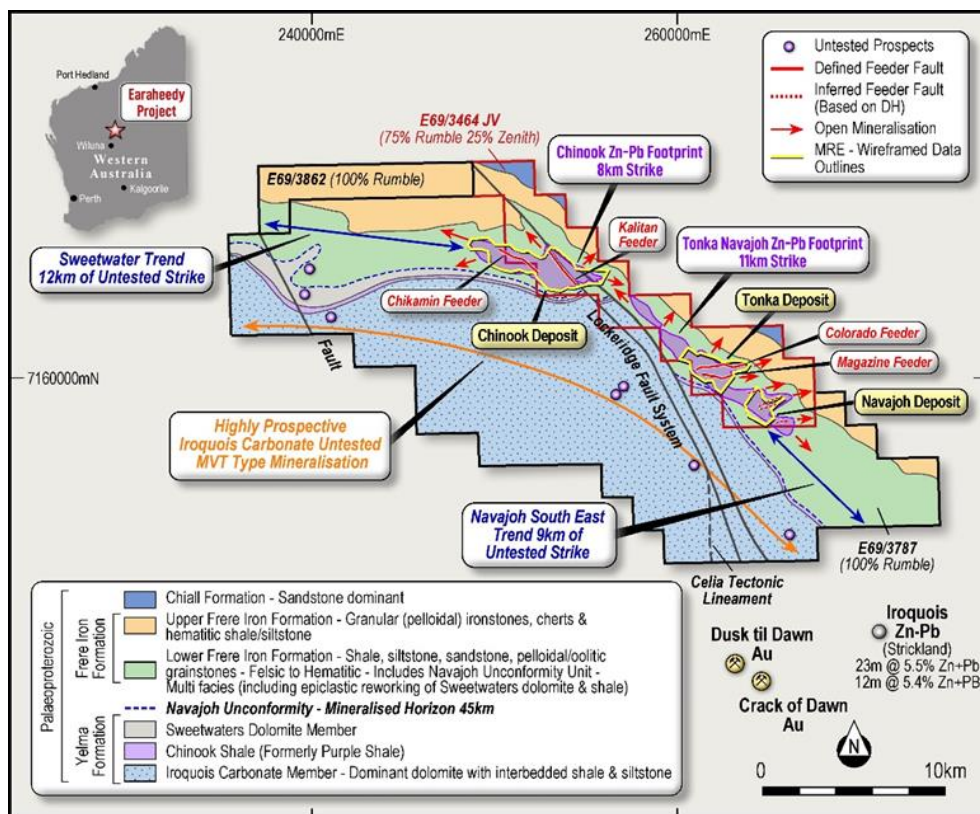 240000mE
260000mE
Port Hedland
Earaheedy
Project
Wiluna
Western
Australia
Perth
Kalgoorlie
Untested Prospects
Defined Feeder Fault
Inferred Feeder Fault
(Based on DH)
Open Mineralisation
MRE - Wireframed Data
Outlines
E69/3464 JV
(75% Rumble 25% Zenith)
Chinook Zn-Pb Footprint
8km Strike
E69/3862 (100% Rumble)
Kalitan
Feeder
Tonka Navajoh Zn-Pb Footprint
11km Strike
Sweetwater Trend
12km of Untested Strike
Chikamin Feeder
Chinook Deposit
Tonka Deposit
Colorado Feeder
Magazine Feeder
Navajoh Deposit
Fault
Lockeridge Fault System
7160000mN
Highly Prospective
Iroquois Carbonate Untested
MVT Type Mineralisation
Navajoh South East
Trend 9km of
Untested Strike
E69/3787
(100% Rumble)
Celia Tectonic
Lineament
Palaeoproterozoic
Frere Iron
Formation
Yelma
Formation
Chiall Formation - Sandstone dominant
Upper Frere Iron Formation - Granular (pelloidal) ironstones, cherts &
hematitic shale/siltstone
Lower Frere Iron Formation - Shale, siltstone, sandstone, pelloidal/oolitic
grainstones - Felsic to Hematitic - Includes Navajoh Unconformity Unit -
Multi facies (including epiclastic reworking of Sweetwaters dolomite & shale)
Navajoh Unconformity - Mineralised Horizon 45km
Sweetwaters Dolomite Member
Chinook Shale (Formerly Purple Shale)
Iroquois Carbonate Member - Dominant dolomite with interbedded shale & siltstone
Dusk til Dawn
Au
Crack of Dawn
Au
Iroquois
Zn-Pb
(Strickland)
23m @ 5.5% Zn+Pb
12m @ 5.4% Zn+PB
N
0
10km